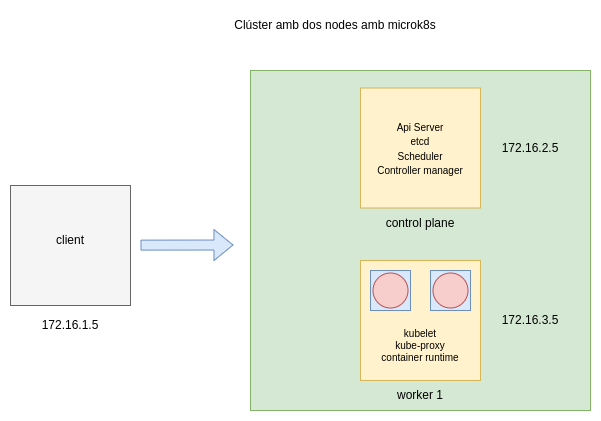 Clúster amb dos nodes amb microk8s
Api Server
etcd
Scheduler
Controller manager
172.16.2.5
control plane
client
172.16.1.5
kubelet
kube-proxy
container runtime
172.16.3.5
worker 1